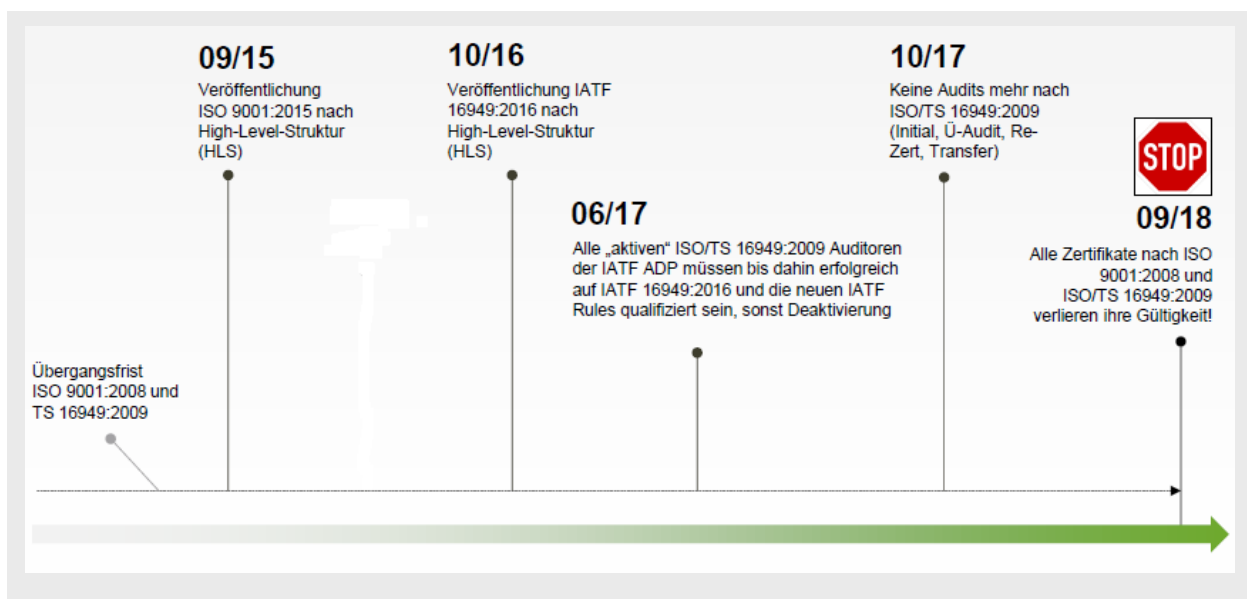 09/15
Veröffentlichung
ISO 9001:2015 nach
High-Level-Struktur
(HLS)
10/16
Veröffentlichung IATF
16949:2016 nach
High-Level-Struktur
(HLS)
06/17
Alle „aktiven“ ISO/TS 16949:2009 Auditoren
der IATF ADP müssen bis dahin erfolgreich
auf IATF 16949:2016 und die neuen IATF
Rules qualifiziert sein, sonst Deaktivierung
10/17
Keine Audits mehr nach
ISO/TS 16949:2009
(Initial, Ü-Audit, Re-
Zert, Transfer)
STOP
09/18
Alle Zertifikate nach ISO
9001:2008 und
ISO/TS 16949:2009
verlieren ihre Gültigkeit!
Übergangsfrist
ISO 9001:2008 und
TS 16949:2009